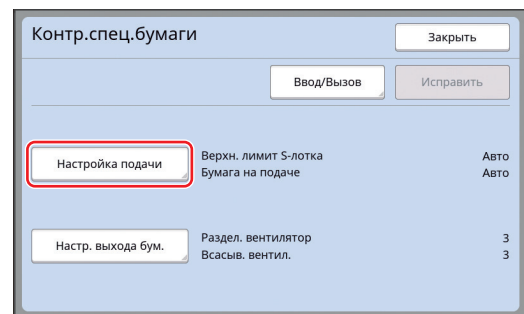 Контр.спец.бумаги
Закрыть
Ввод/Вызов
Исправить
Настройка подачи
Верхн. лимит S-лотка
Авто
Бумага на подаче
Авто
Настр. выхода бум.
Раздел. вентилятор
3
Всасыв. вентил.
3